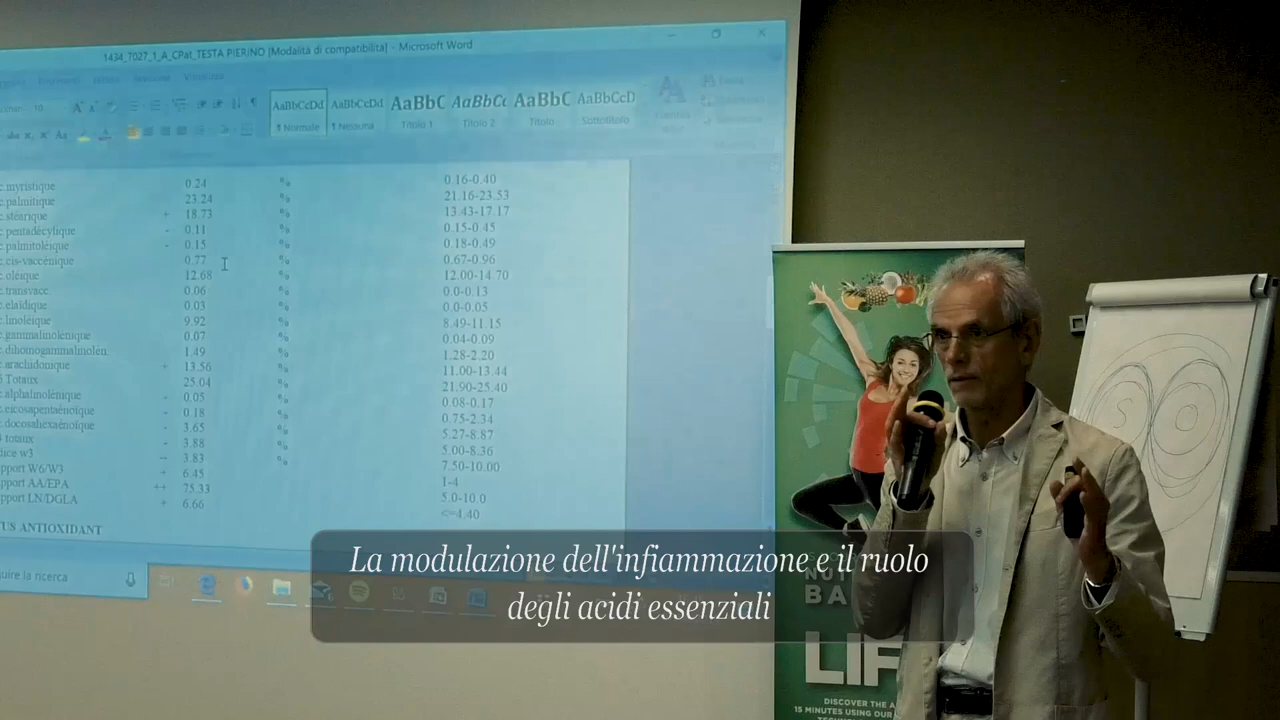 1434_7027_1_A_CPat_TESTA PIERINO [Modalità di compatibilità] - Microsoft Word
AaBbCcDd AaBbCcDd AaBbC AaBbCc AaBbC AaBbCcD
¶ Normale ¶ Nessuna Titolo 1 Titolo 2 Titolo Sottotitolo
c.myristique 0.24 % 0.16-0.40
c.palmitique 23.24 % 21.16-23.53
c.stéarique + 18.73 % 13.43-17.17
c.pentadécylique - 0.11 % 0.15-0.45
c.palmitoléique - 0.15 % 0.18-0.49
c.cis-vaccénique 0.77 % 0.67-0.96
c.oléique 12.68 % 12.00-14.70
c.transvacc 0.06 % 0.0-0.13
c.elaïdique 0.03 % 0.0-0.05
c.linoléique 9.92 % 8.49-11.15
c.gammalinolénique 0.07 % 0.04-0.09
c.dihomogammalinolén. 1.49 % 1.28-2.20
c.arachidonique + 13.56 % 11.00-13.44
6 Totaux 25.04 % 21.90-25.40
c.alphalinolénique - 0.05 % 0.08-0.17
c.eicosapentaénoïque - 0.18 % 0.75-2.34
c.docosahexaénoïque - 3.65 % 5.27-8.87
totaux - 3.88 % 5.00-8.36
dice w3 -- 3.83 % 7.50-10.00
pport W6/W3 + 6.45 1-4
pport AA/EPA ++ 75.33 5.0-10.0
pport LN/DGLA + 6.66 <=4.40
TUS ANTIOXIDANT
uire la ricerca
La modulazione dell'infiammazione e il ruolo
degli acidi essenziali
NUT
BA
LIF
DISCOVER THE A
15 MINUTES USING OUR